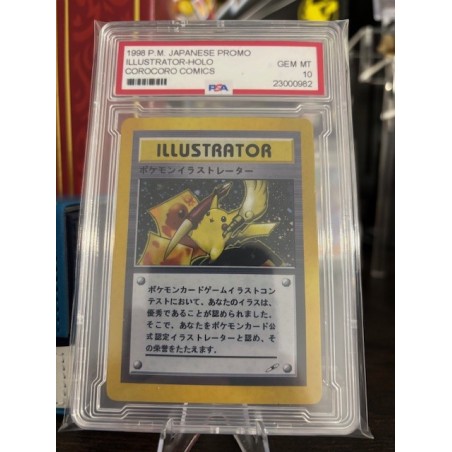 1998 P.M. JAPANESE PROMO
ILLUSTRATOR-HOLO GEM MT
COROCORO COMICS 10
PSA 23000982
ILLUSTRATOR
ポケモンイラストレーター
ポケモンカードゲームイラストコン
テストにおいて、あなたのイラスは、
優秀であることが認められました。
そこで、あなたをポケモンカード公
式認定イラストレーターと認め、そ
の栄誉をたたえます。